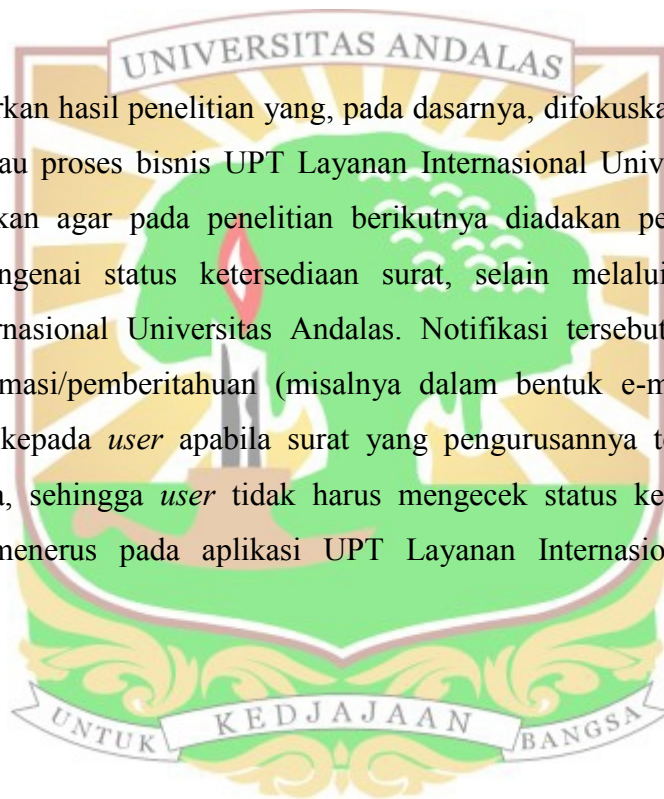 UNIVERSITAS ANDALAS
rkan hasil penelitian yang, pada dasarnya, difokuska
au proses bisnis UPT Layanan Internasional Univ
kan agar pada penelitian berikutnya diadakan pe
ngenai status ketersediaan surat, selain melalui
rnasional Universitas Andalas. Notifikasi tersebut
rmasi/pemberitahuan (misalnya dalam bentuk e-m
kepada user apabila surat yang pengurusannya te
a, sehingga user tidak harus mengecek status ke
menerus pada aplikasi UPT Layanan Internasio
UNTUK KEDJAJAAN BANGSA